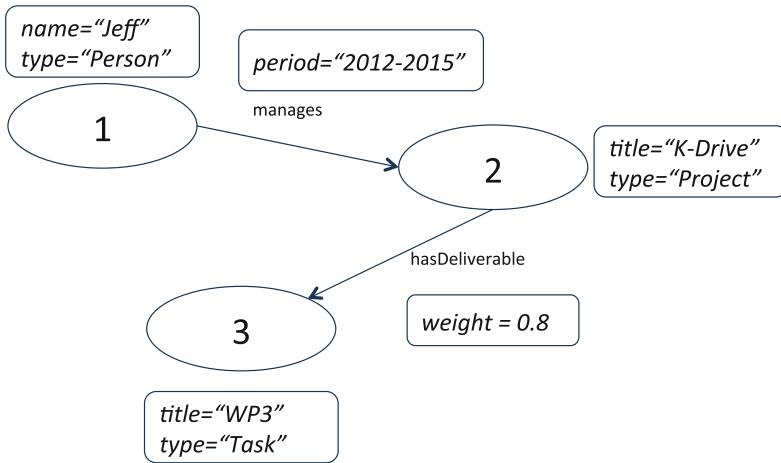 name=“Jeff”
type=“Person”
period=“2012-2015”
1
manages
2
title=“K-Drive”
type=“Project”
hasDeliverable
3
weight = 0.8
title=“WP3”
type=“Task”